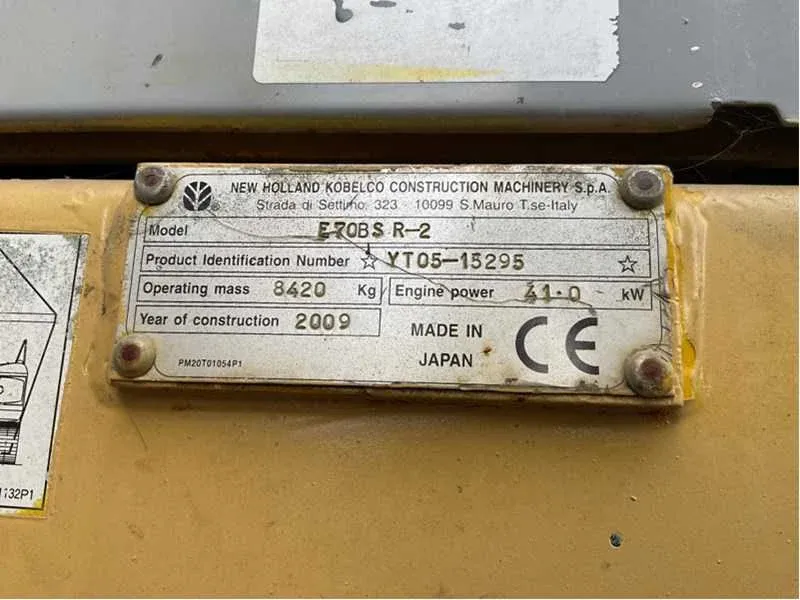 NEW HOLLAND KOBELCO CONSTRUCTION MACHINERY S.p.A.
Strada di Settimo, 323 10099 S.Mauro T.se-Italy
Model E70BS R-2
Product Identification Number ☆ YT05-15295 ☆
Operating mass 8420 Kg Engine power 41.0 kW
Year of construction 2009
MADE IN
JAPAN
CE
PM20T01054P1
1132P1